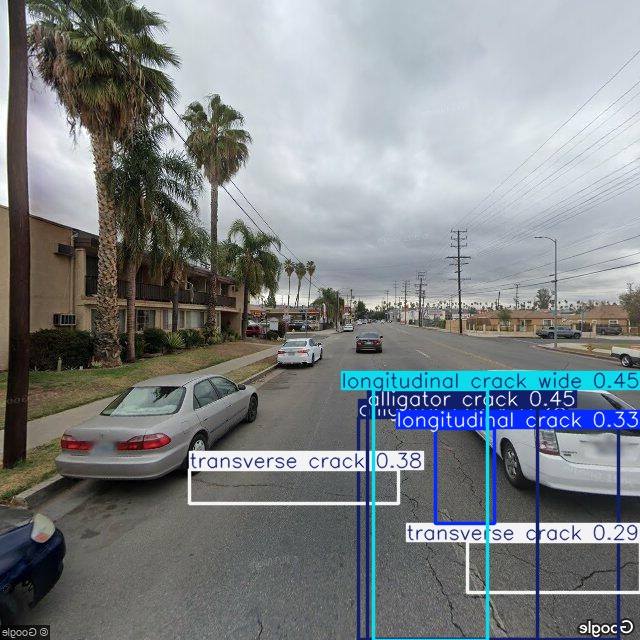 longitudinal crack wide 0.45
alligator crack 0.45
longitudinal crack 0.33
transverse crack 0.38
transverse crack 0.29
© Google
Google